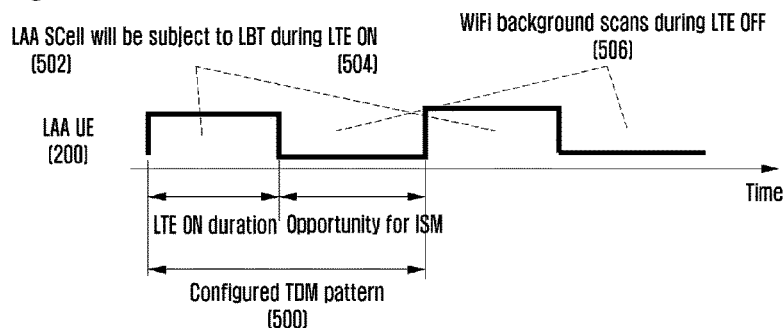 LAA SCell will be subject to LBT during LTE ON
(502)
(504)
WiFi background scans during LTE OFF
(506)
LAA UE
(200)
Time
LTE ON duration
Opportunity for ISM
Configured TDM pattern
(500)